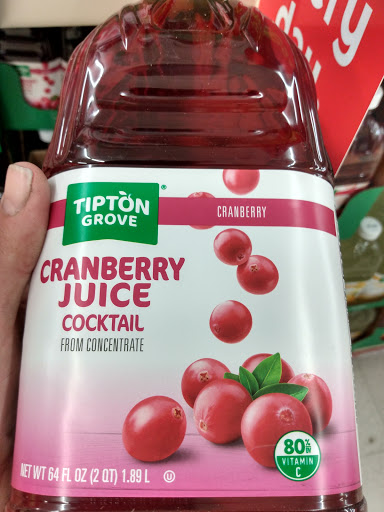 TIPTON
GROVE
®
CRANBERRY
CRANBERRY
JUICE
COCKTAIL
FROM CONCENTRATE
80% DV
VITAMIN
C
NET WT 64 FL OZ (2 QT) 1.89 L U